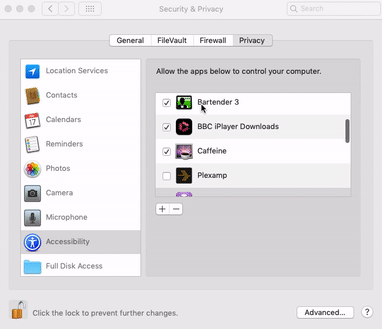 Security & Privacy
Search
General FileVault Firewall Privacy
Location Services
Contacts
Calendars
Reminders
Photos
Camera
Microphone
Accessibility
Full Disk Access
Allow the apps below to control your computer.
Bartender 3
BBC iPlayer Downloads
Caffeine
Plexamp
+ −
Click the lock to prevent further changes.
Advanced...
?